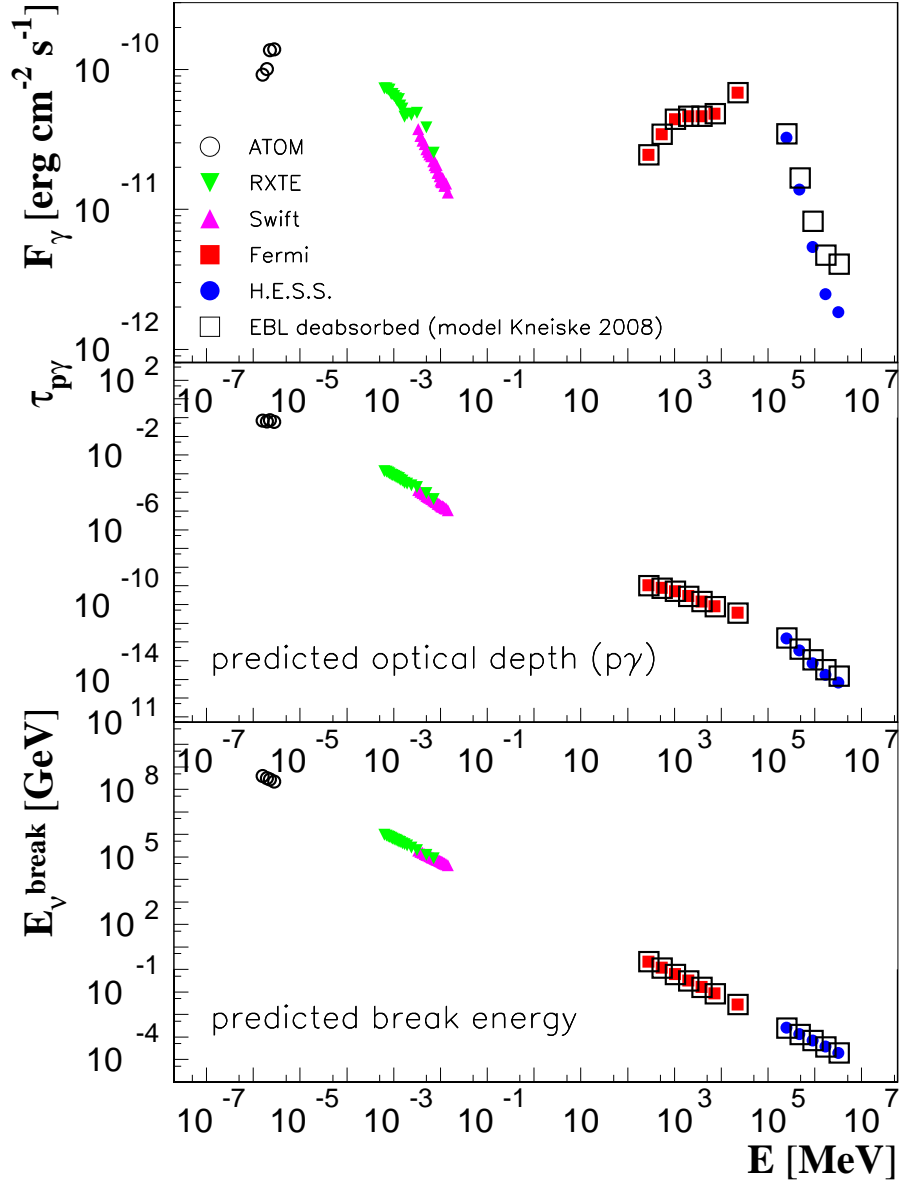 F_γ [erg cm^-2 s^-1]
10^-10
10^-11
10^-12
ATOM
RXTE
Swift
Fermi
H.E.S.S.
EBL deabsorbed (model Kneiske 2008)
10^-7 10^-5 10^-3 10^-1 10 10^3 10^5 10^7
τ_pγ
10^2
10^-2
10^-6
10^-10
10^-14
predicted optical depth (pγ)
10^-7 10^-5 10^-3 10^-1 10 10^3 10^5 10^7
E_ν^break [GeV]
10^11
10^8
10^5
10^2
10^-1
10^-4
predicted break energy
10^-7 10^-5 10^-3 10^-1 10 10^3 10^5 10^7
E [MeV]